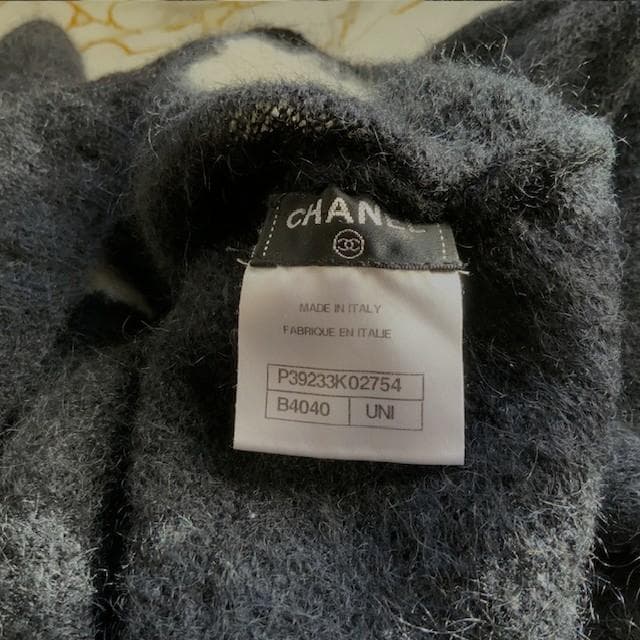 CHANEL
MADE IN ITALY
FABRIQUE EN ITALIE
P39233K02754
B4040 UNI